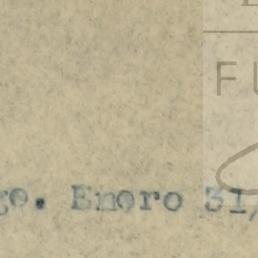 go. Enero 31,